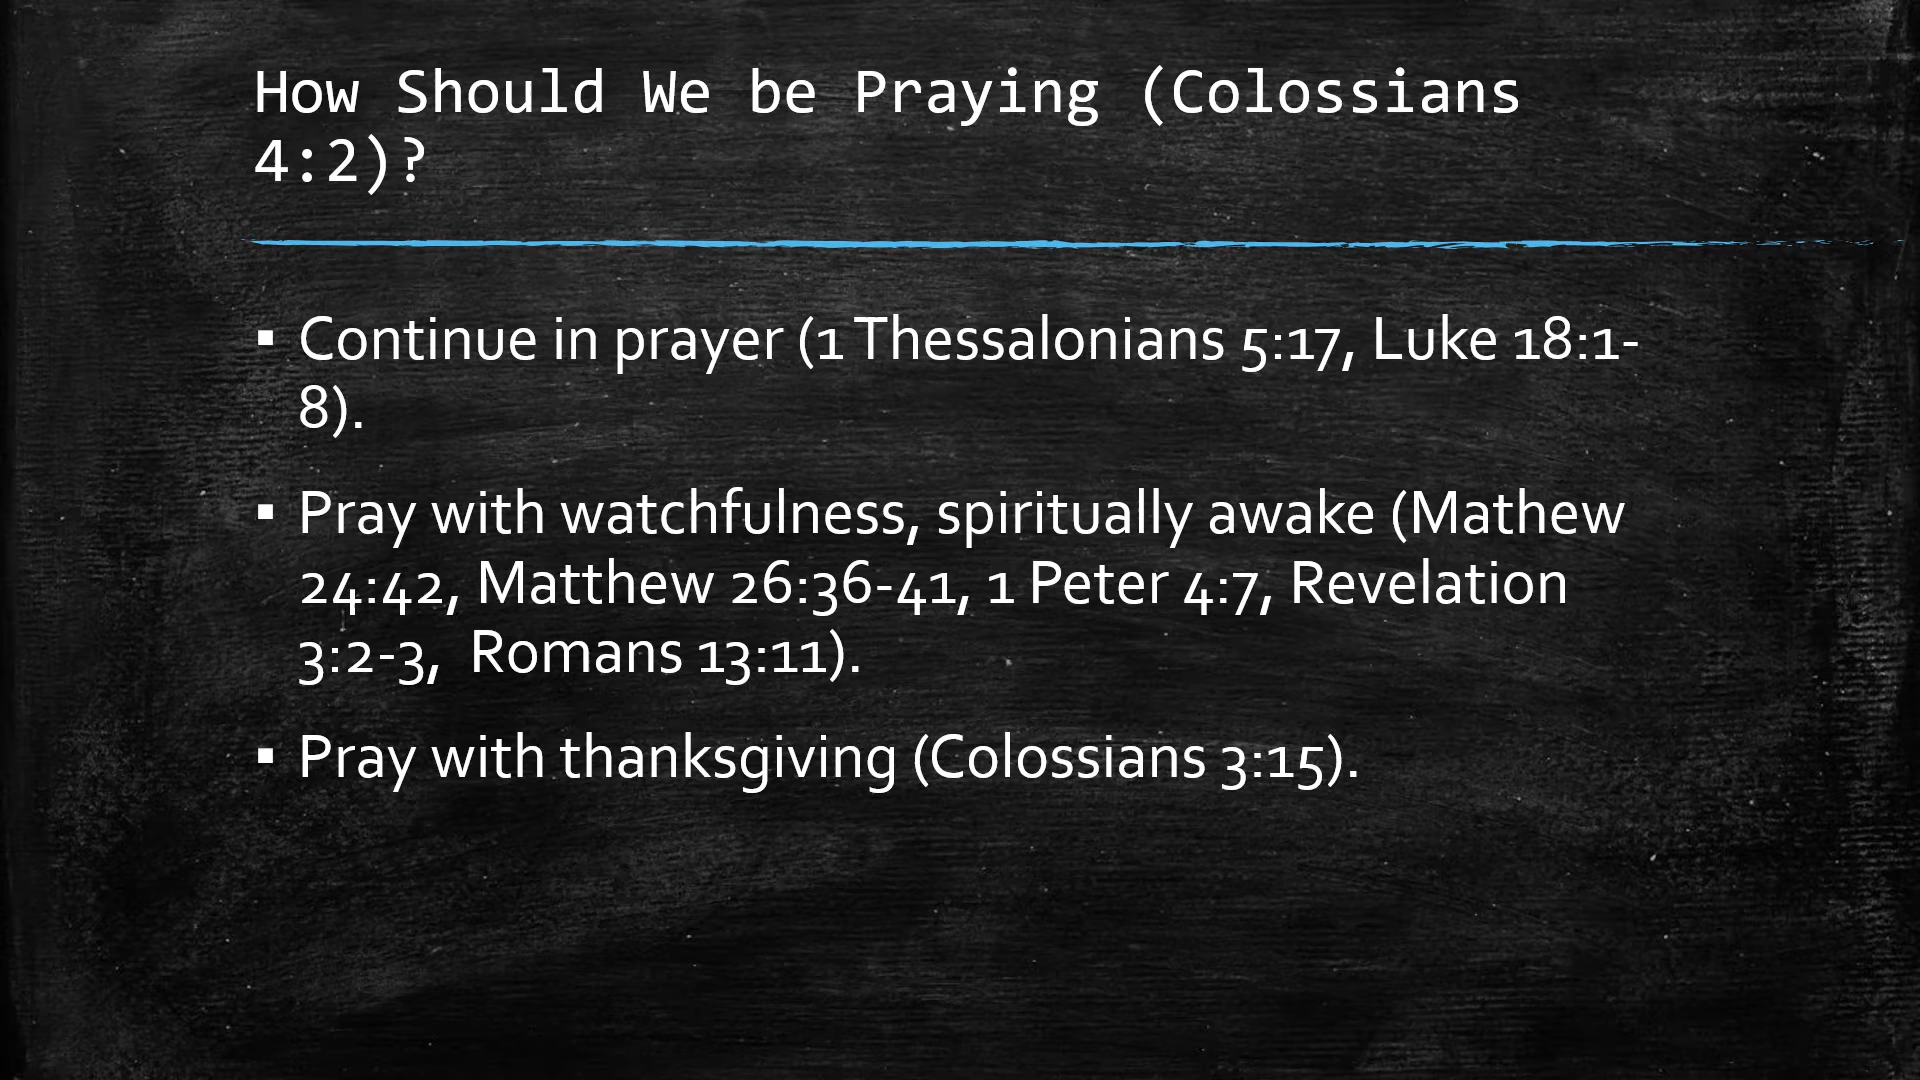 How Should We be Praying (Colossians
4:2)?
▪ Continue in prayer (1 Thessalonians 5:17, Luke 18:1-
8).
▪ Pray with watchfulness, spiritually awake (Mathew
24:42, Matthew 26:36-41, 1 Peter 4:7, Revelation
3:2-3,  Romans 13:11).
▪ Pray with thanksgiving (Colossians 3:15).